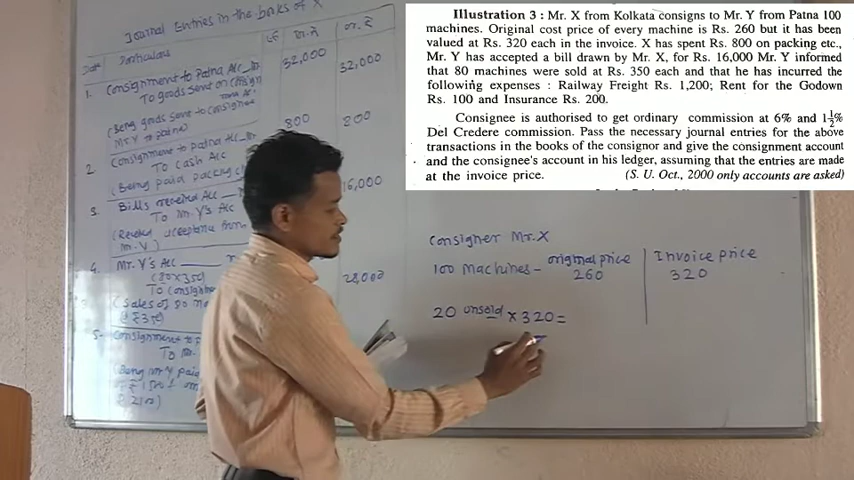 Journal Entries in the books of X
Date Particulars LF Dr. ₹ Cr. ₹
1. Consignment to Patna A/c Dr 32,000
To goods sent on consign 32,000
(Being goods sent to consignee
Mr Y to patna)
2. Consignment to Patna A/c Dr 800
To Cash A/c 800
3. Bills received A/c
To Mr. Y's A/c 16,000
Mr. Y)
4. Mr. Y's A/c
(80x350)
To consign 28,000
(Sales of 80
@ ₹350
5. Consignment to
To Mr.
Illustration 3 : Mr. X from Kolkata consigns to Mr. Y from Patna 100
machines. Original cost price of every machine is Rs. 260 but it has been
valued at Rs. 320 each in the invoice. X has spent Rs. 800 on packing etc.,
Mr. Y has accepted a bill drawn by Mr. X, for Rs. 16,000 Mr. Y informed
that 80 machines were sold at Rs. 350 each and that he has incurred the
following expenses : Railway Freight Rs. 1,200; Rent for the Godown
Rs. 100 and Insurance Rs. 200.
Consignee is authorised to get ordinary commission at 6% and 1½%
Del Credere commission. Pass the necessary journal entries for the above
transactions in the books of the consignor and give the consignment account
and the consignee's account in his ledger, assuming that the entries are made
at the invoice price. (S. U. Oct., 2000 only accounts are asked)
Consigner Mr. X
100 Machines - original price Invoice price
260 320
20 unsold x 320 =